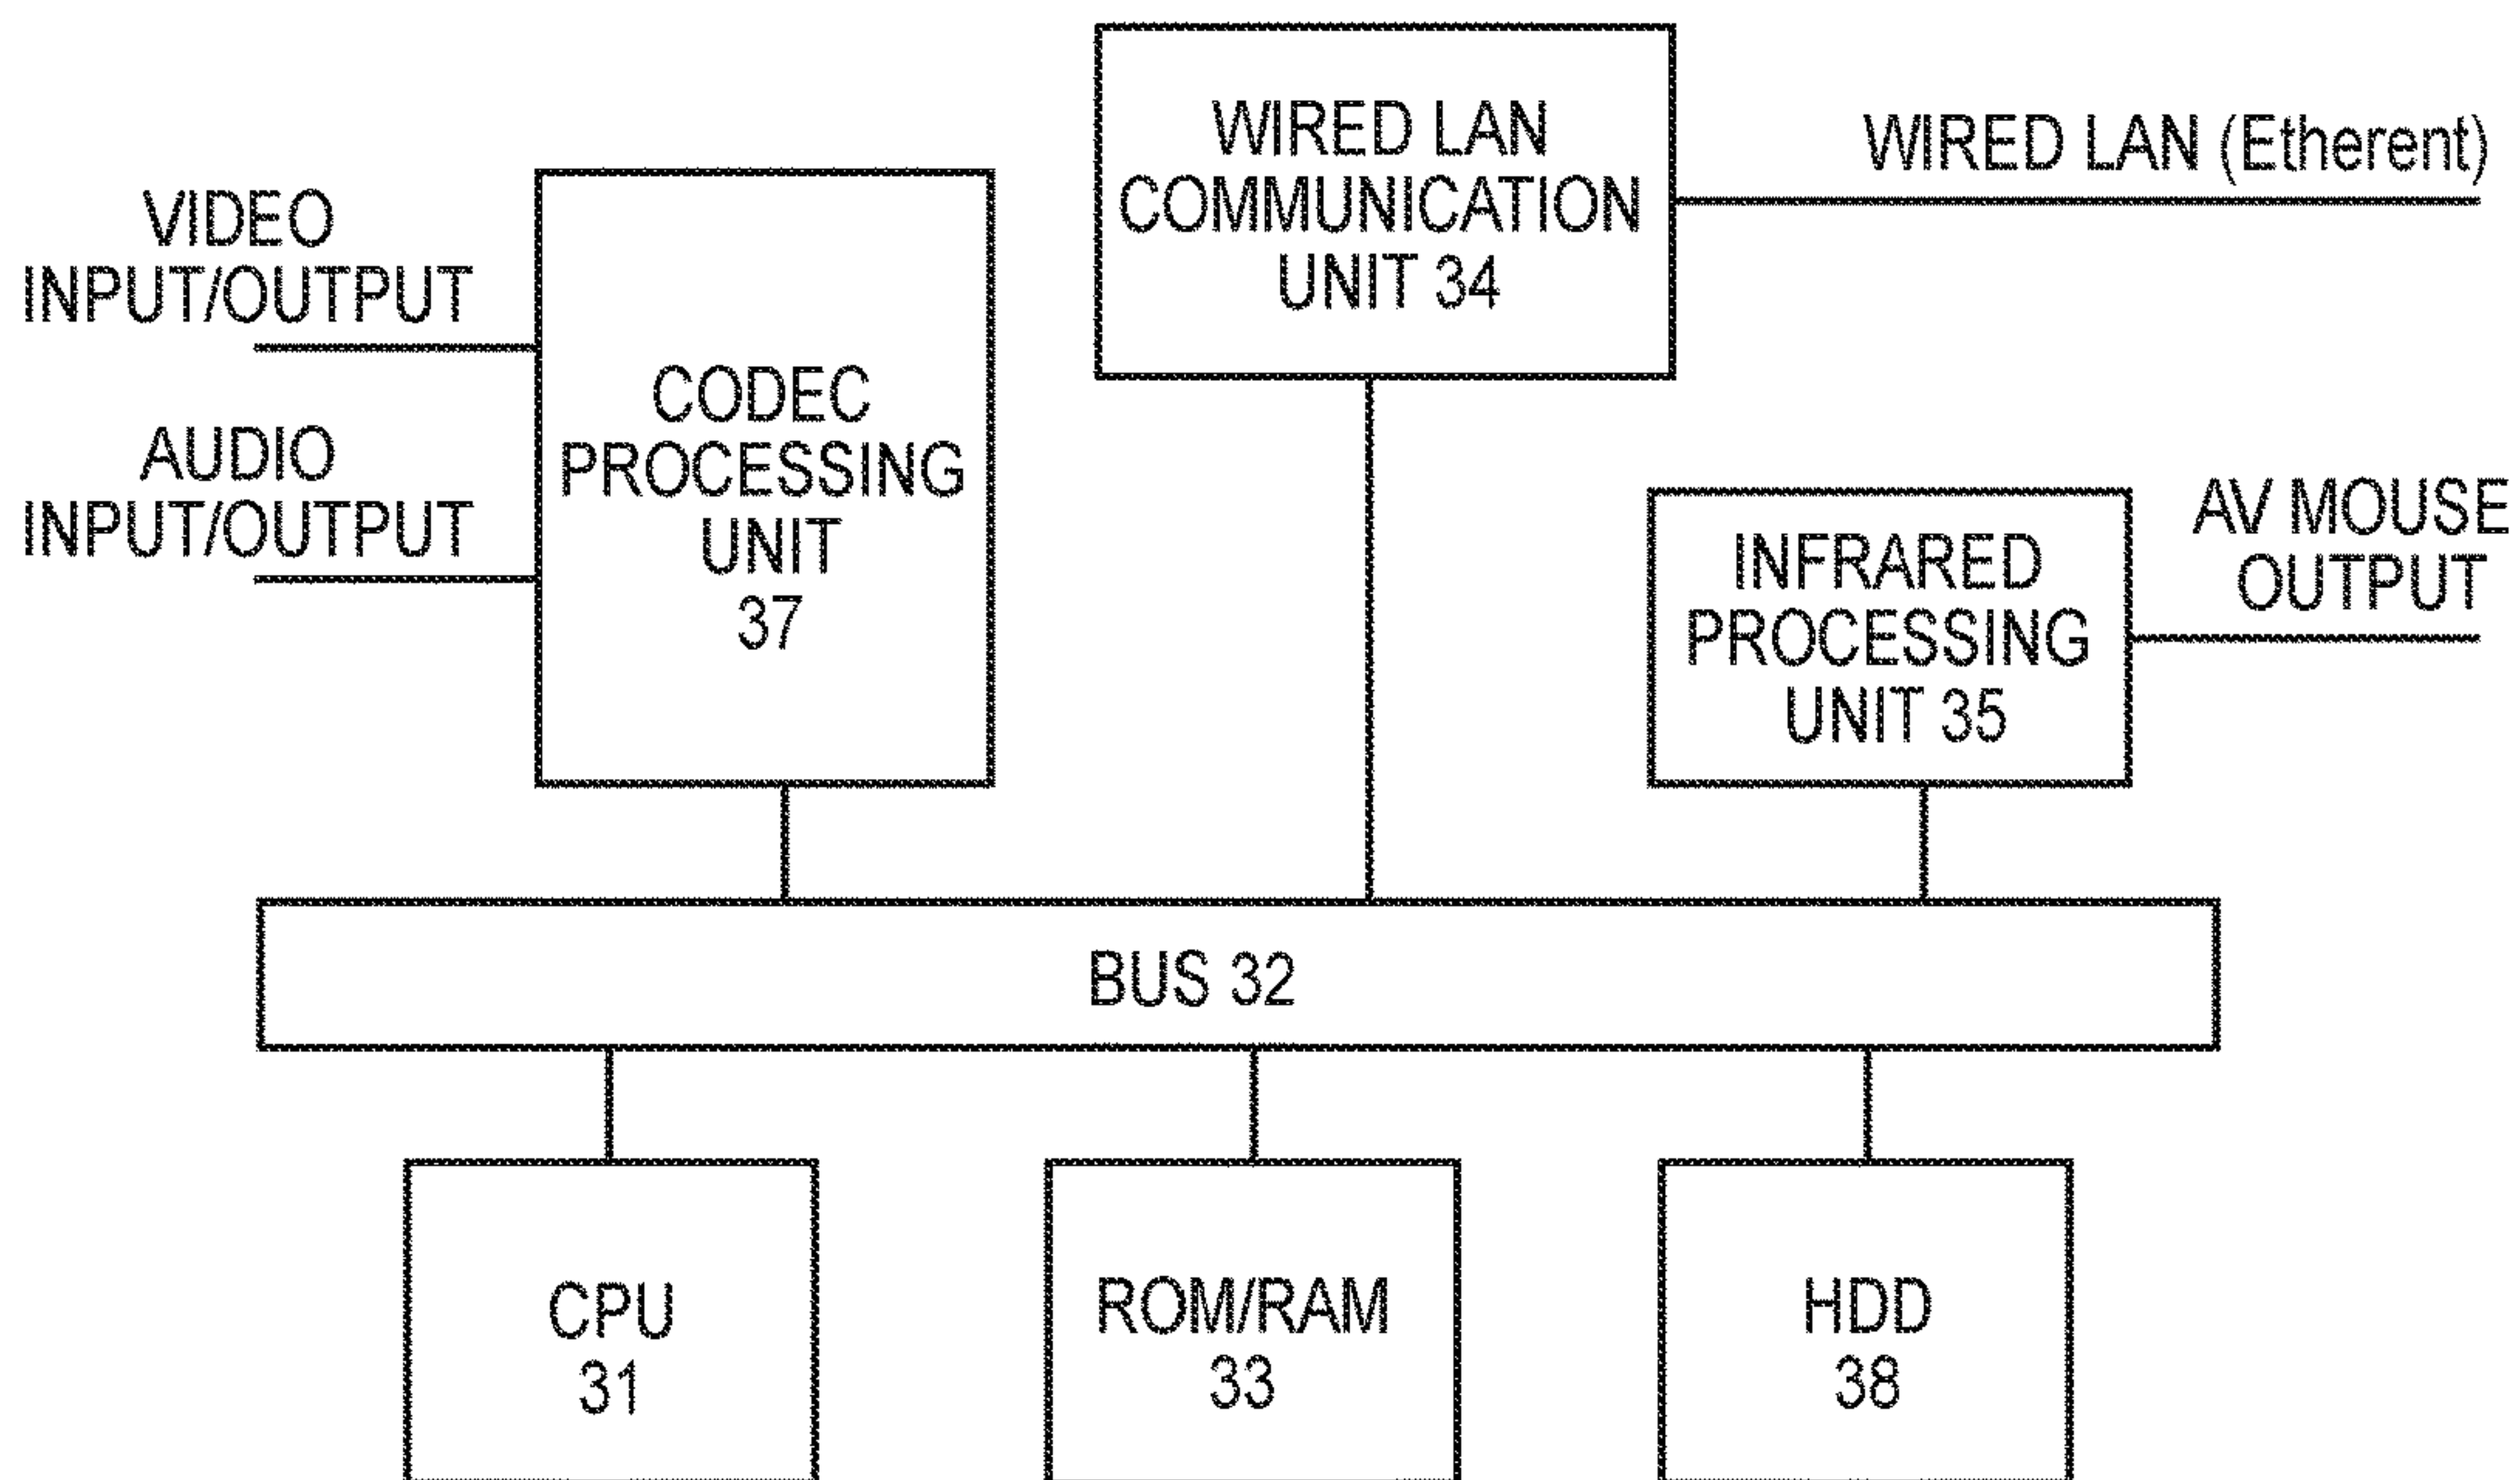 WIRED LAN
COMMUNICATION
UNIT 34
WIRED LAN (Etherent)
VIDEO
INPUT/OUTPUT
AUDIO
INPUT/OUTPUT
CODEC
PROCESSING
UNIT
37
INFRARED
PROCESSING
UNIT 35
AV MOUSE
OUTPUT
BUS 32
CPU
31
ROM/RAM
33
HDD
38